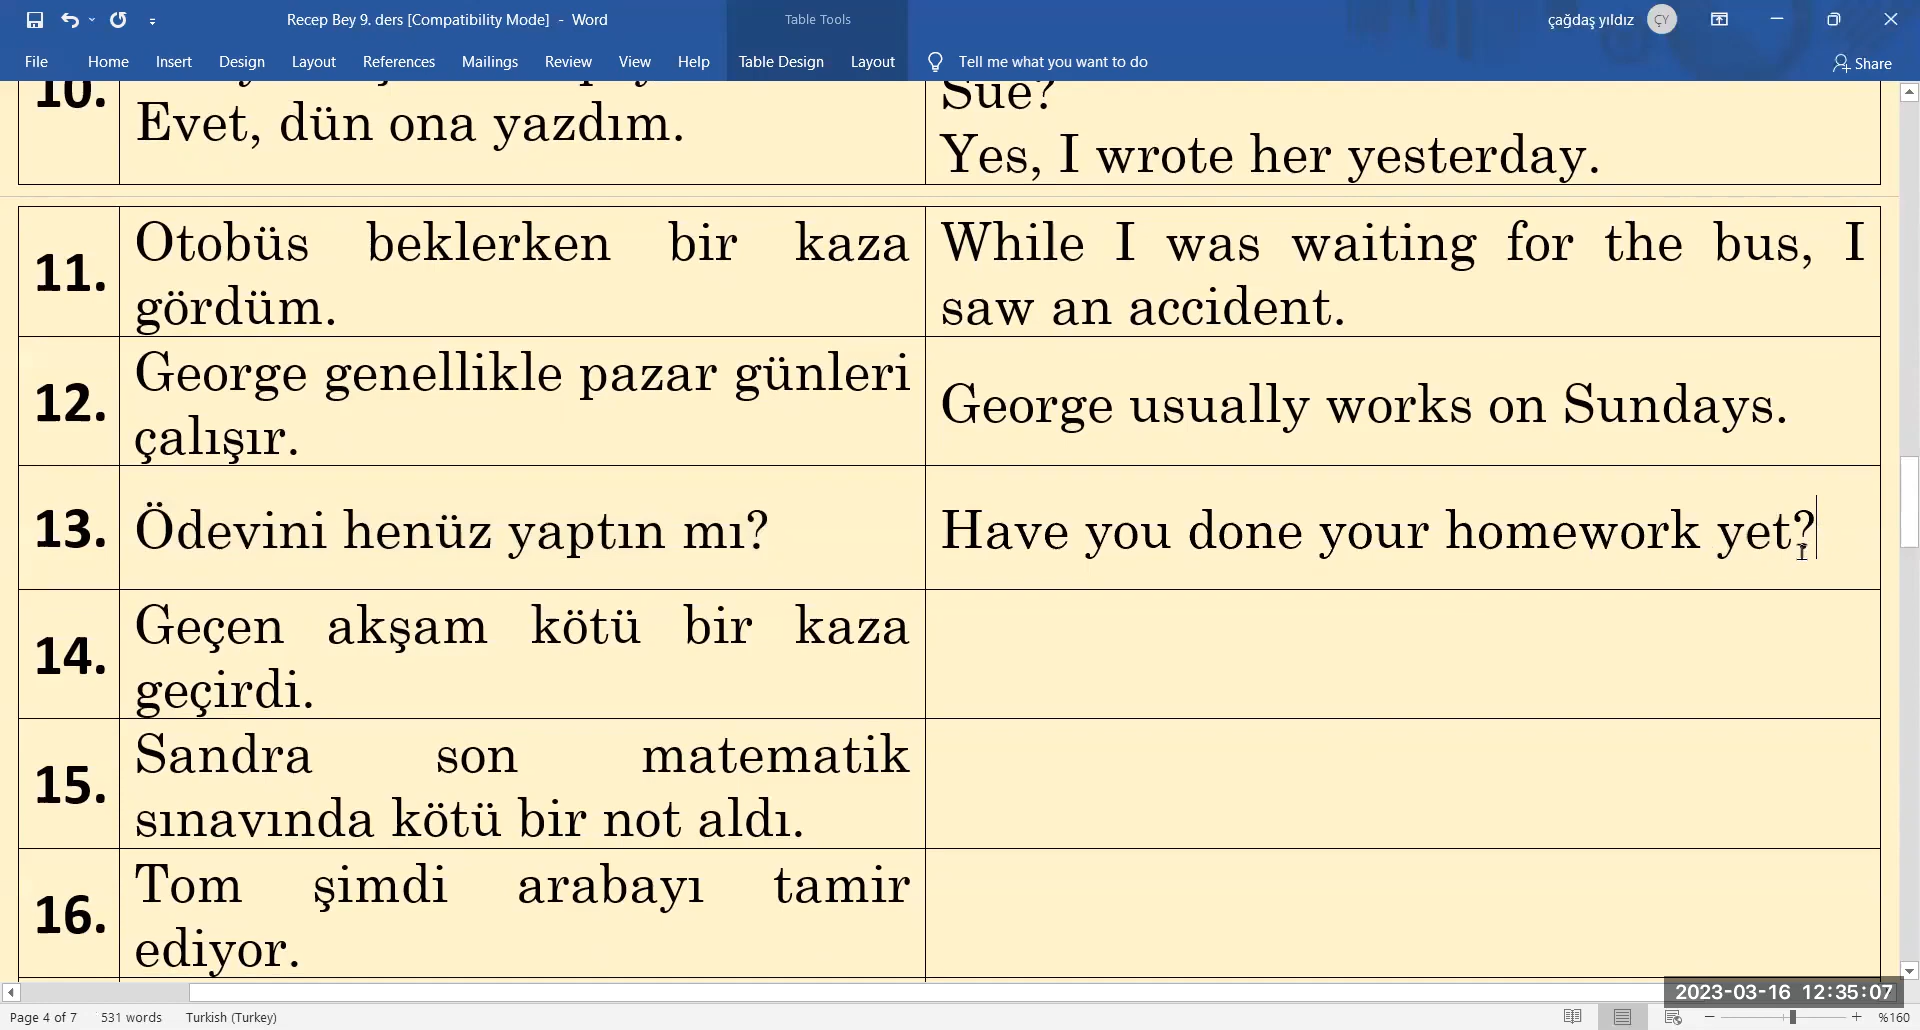 Recep Bey 9. ders [Compatibility Mode] - Word
Table Tools
çağdaş yıldız
ÇY
File Home Insert Design Layout References Mailings Review View Help Table Design Layout Tell me what you want to do Share
10.
Evet, dün ona yazdım.
Sue?
Yes, I wrote her yesterday.
11.
Otobüs beklerken bir kaza
gördüm.
While I was waiting for the bus, I
saw an accident.
12.
George genellikle pazar günleri
çalışır.
George usually works on Sundays.
13.
Ödevini henüz yaptın mı?
Have you done your homework yet?
14.
Geçen akşam kötü bir kaza
geçirdi.
15.
Sandra son matematik
sınavında kötü bir not aldı.
16.
Tom şimdi arabayı tamir
ediyor.
2023-03-16 12:35:07
Page 4 of 7 531 words Turkish (Turkey) %160